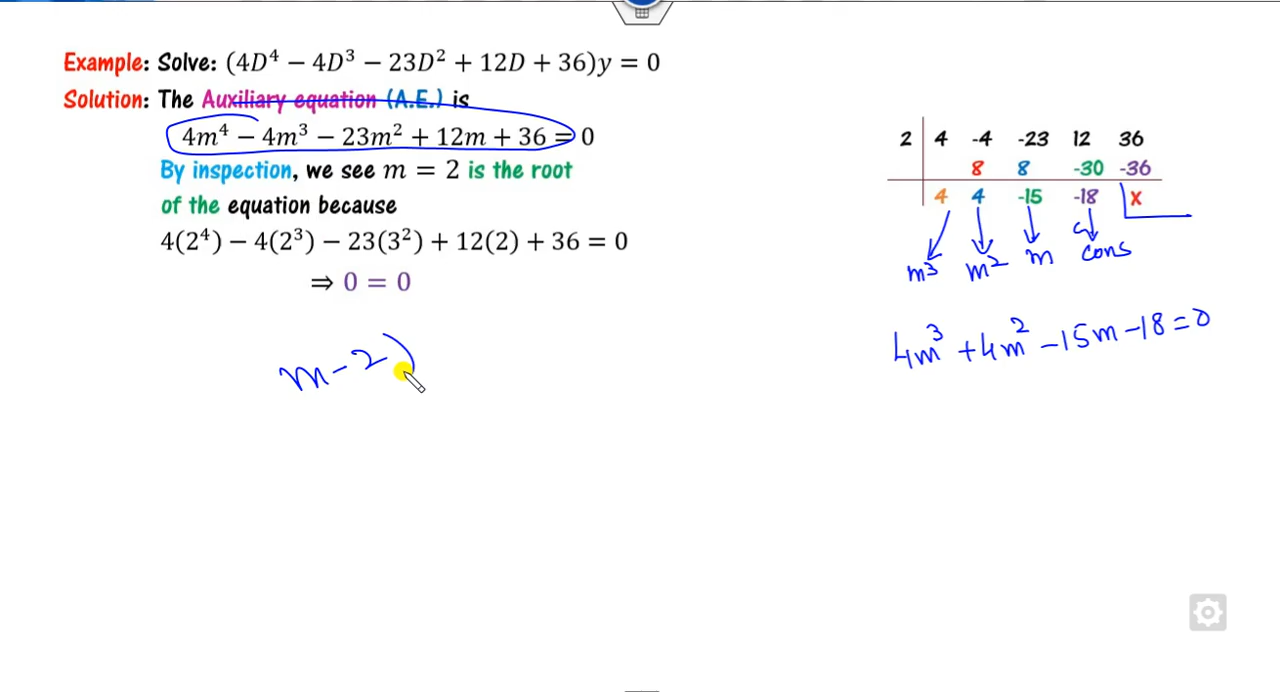 Example: Solve: (4D⁴ − 4D³ − 23D² + 12D + 36)y = 0
Solution: The Auxiliary equation (A.E.) is
4m⁴ − 4m³ − 23m² + 12m + 36 = 0
By inspection, we see m = 2 is the root
of the equation because
4(2⁴) − 4(2³) − 23(3²) + 12(2) + 36 = 0
⇒ 0 = 0
m - 2)
2 4 -4 -23 12 36
8 8 -30 -36
4 4 -15 -18 x
m³ m² m cons
4m³ + 4m² - 15m - 18 = 0